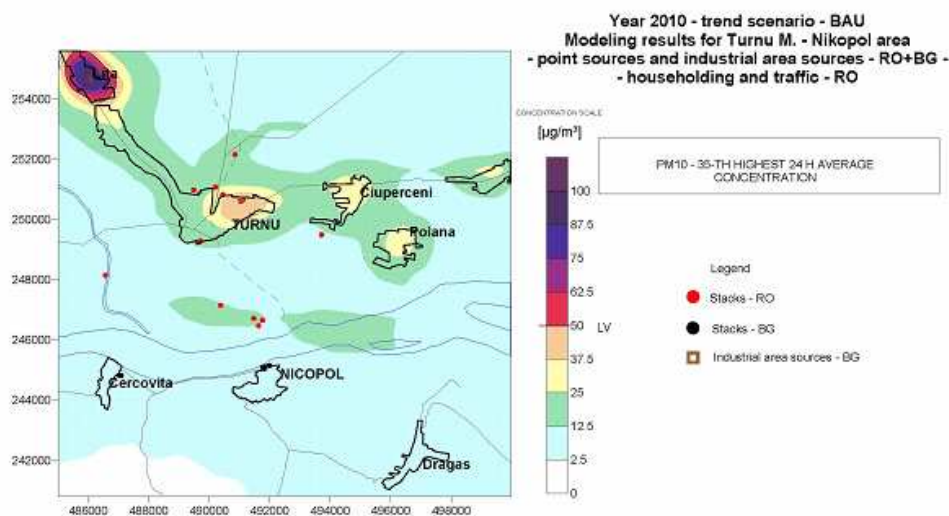 Year 2010 - trend scenario - BAU
Modeling results for Turnu M. - Nikopol area
- point sources and industrial area sources - RO+BG -
- householding and traffic - RO
CONCENTRATION SCALE
[µg/m³]
PM10 - 35-TH HIGHEST 24 H AVERAGE
CONCENTRATION
100
87.5
75
62.5
50 LV
37.5
25
12.5
2.5
0
Legend
Stacks - RO
Stacks - BG
Industrial area sources - BG
254000
252000
250000
248000
246000
244000
242000
Ciuperceni
TURNU
Poiana
Cercovita
NICOPOL
Dragas
486000 488000 490000 492000 494000 496000 498000